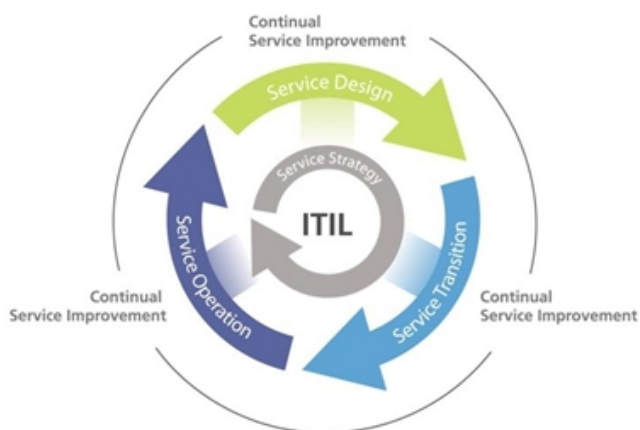 Continual
Service Improvement
Service Design
Service Strategy
ITIL
Service Operation
Service Transition
Continual
Service Improvement
Continual
Service Improvement